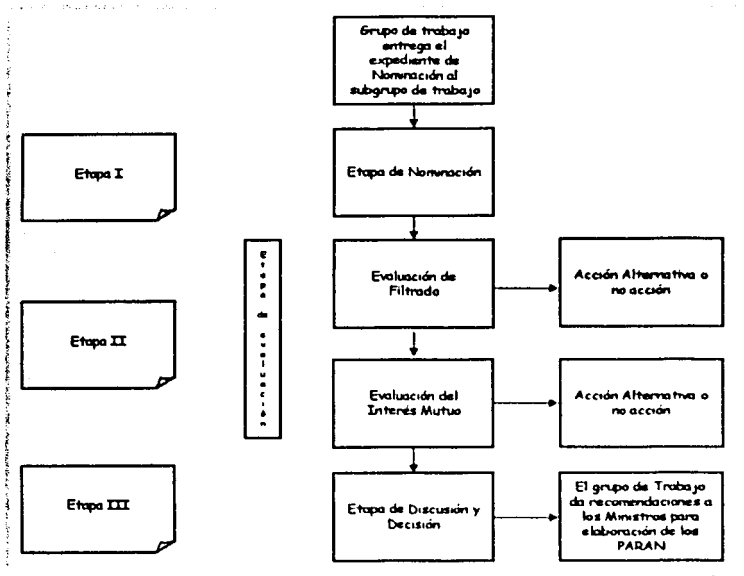 Grupo de trabajo
entrega el
expediente de
Nominación al
subgrupo de trabajo
Etapa I
Etapa de Nominación
Etapa de evaluación
Evaluación de
Filtrado
Acción Alternativa o
no acción
Etapa II
Evaluación del
Interés Mutuo
Acción Alternativa o
no acción
Etapa III
Etapa de Discusión y
Decisión
El grupo de Trabajo
da recomendaciones a
los Ministros para
elaboración de los
PARAN